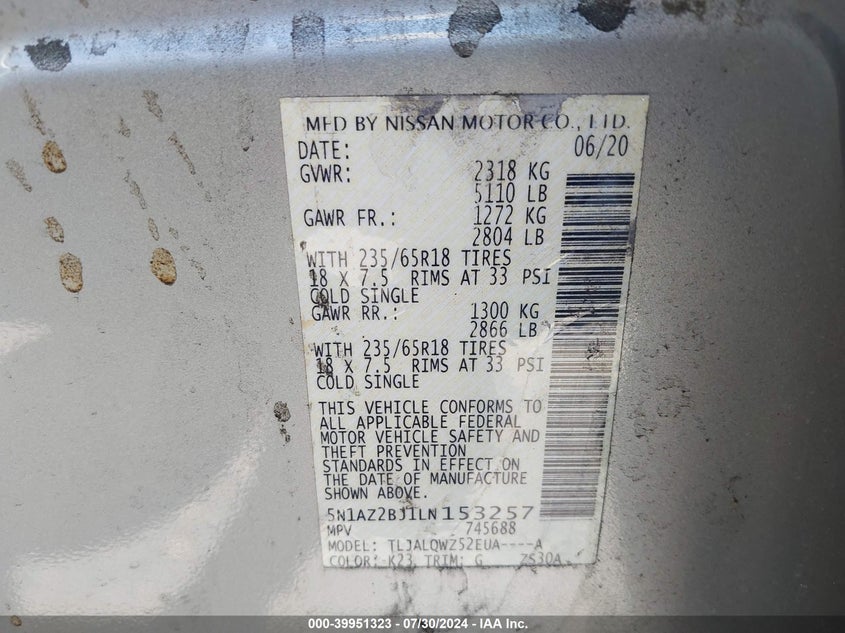 MFD BY NISSAN MOTOR CO., LTD.
DATE: 06/20
GVWR: 2318 KG
5110 LB
GAWR FR.: 1272 KG
2804 LB
WITH 235/65R18 TIRES
18 X 7.5 RIMS AT 33 PSI
COLD SINGLE
GAWR RR.: 1300 KG
2866 LB
WITH 235/65R18 TIRES
18 X 7.5 RIMS AT 33 PSI
COLD SINGLE
THIS VEHICLE CONFORMS TO
ALL APPLICABLE FEDERAL
MOTOR VEHICLE SAFETY AND
THEFT PREVENTION
STANDARDS IN EFFECT ON
THE DATE OF MANUFACTURE
SHOWN ABOVE.
5N1AZ2BJ1LN153257
MPV 745688
MODEL: TLJALQWZ52EUA----A
COLOR: K23 TRIM: G ZS30A
000-39951323 - 07/30/2024 - IAA Inc.